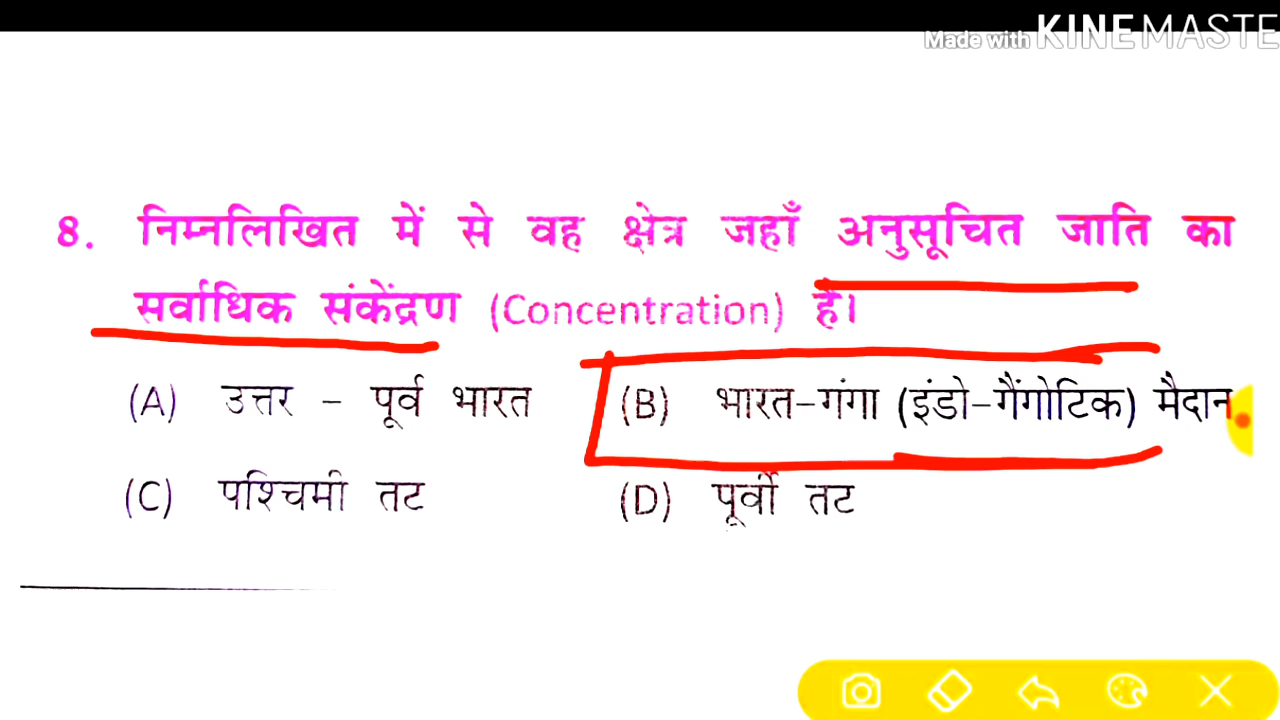 Made with KINEMASTE
8. निम्नलिखित में से वह क्षेत्र जहाँ अनुसूचित जाति का
सर्वाधिक संकेंद्रण (Concentration) है।
(A) उत्तर - पूर्व भारत (B) भारत-गंगा (इंडो-गैंगोटिक) मैदान
(C) पश्चिमी तट (D) पूर्वी तट